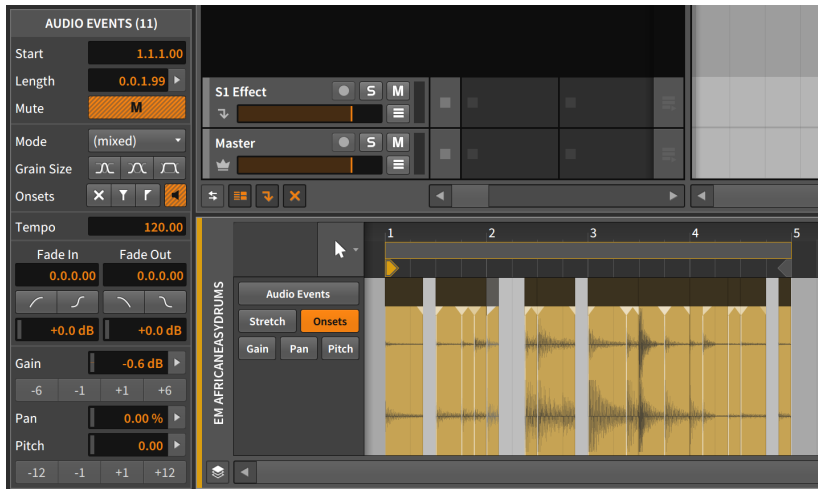 AUDIO EVENTS (11)
Start 1.1.1.00
Length 0.0.1.99
Mute M
Mode (mixed)
Grain Size
Onsets
Tempo 120.00
Fade In Fade Out
0.0.0.00 0.0.0.00
+0.0 dB +0.0 dB
Gain -0.6 dB
-6 -1 +1 +6
Pan 0.00 %
Pitch 0.00
-12 -1 +1 +12
S1 Effect S M
Master S M
1 2 3 4 5
EM AFRICANEASYDRUMS
Audio Events
Stretch Onsets
Gain Pan Pitch